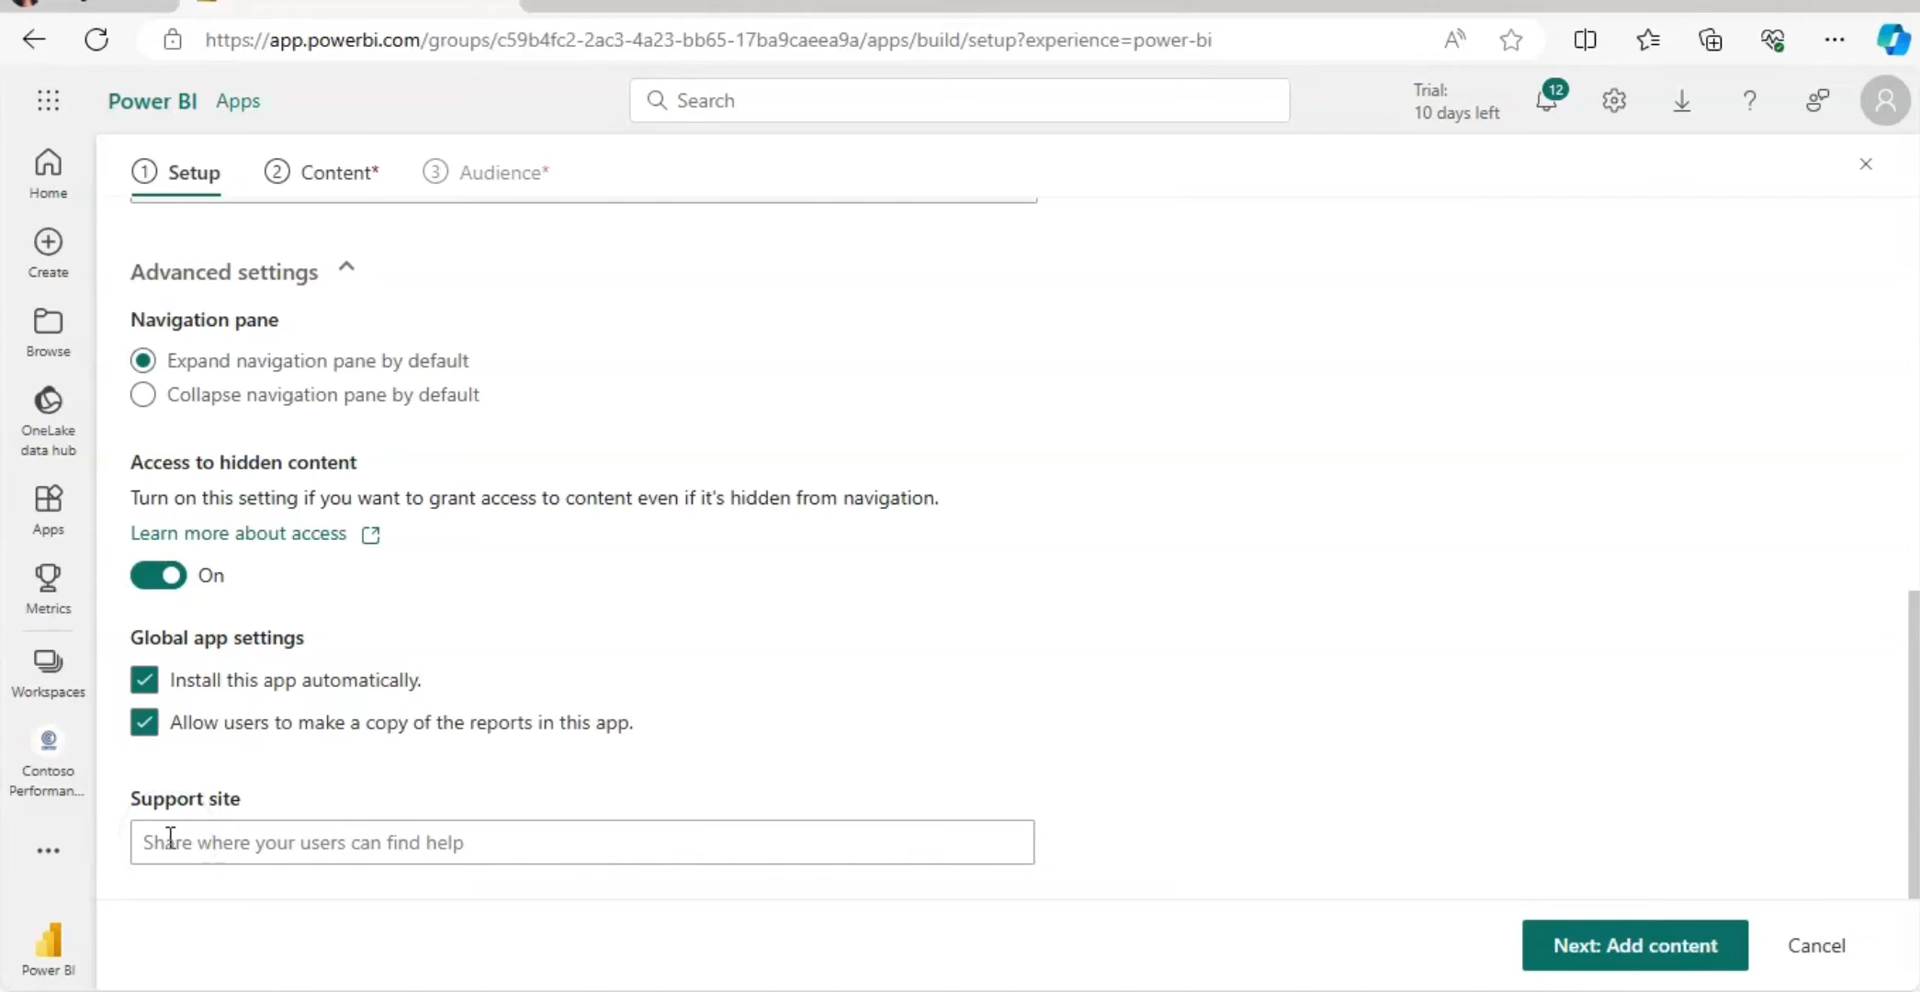 https://app.powerbi.com/groups/c59b4fc2-2ac3-4a23-bb65-17ba9caeea9a/apps/build/setup?experience=power-bi
Power BI Apps
Search
Trial:
10 days left
12
1 Setup
2 Content*
3 Audience*
Home
Create
Browse
OneLake
data hub
Apps
Metrics
Workspaces
Contoso
Performan...
Power BI
Advanced settings
Navigation pane
Expand navigation pane by default
Collapse navigation pane by default
Access to hidden content
Turn on this setting if you want to grant access to content even if it's hidden from navigation.
Learn more about access
On
Global app settings
Install this app automatically.
Allow users to make a copy of the reports in this app.
Support site
Share where your users can find help
Next: Add content
Cancel